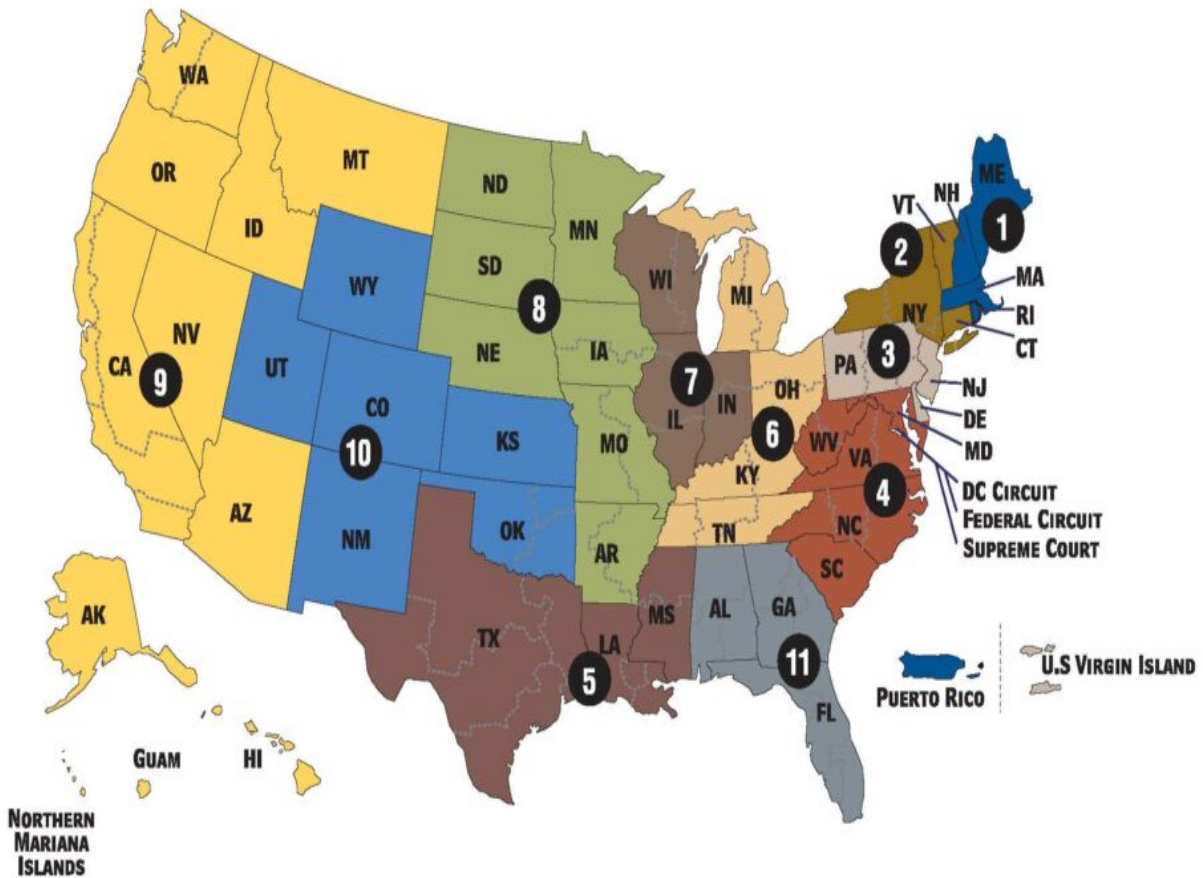 WA
OR
MT
ID
WY
NV
CA
9
UT
CO
10
AZ
NM
ND
SD
NE
KS
OK
8
MN
IA
MO
AR
TX
LA
5
MS
WI
IL
IN
7
MI
OH
6
KY
TN
AL
GA
11
FL
ME
1
NH
VT
2
NY
MA
RI
CT
PA
3
NJ
DE
MD
WV
VA
4
NC
SC
DC CIRCUIT
FEDERAL CIRCUIT
SUPREME COURT
AK
HI
GUAM
NORTHERN
MARIANA
ISLANDS
PUERTO RICO
U.S VIRGIN ISLAND